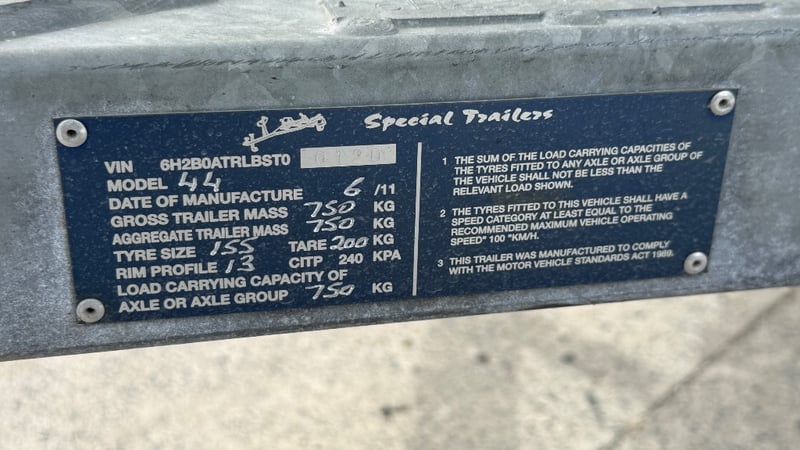 Special Trailers
VIN 6H2B0ATRLBST0
MODEL 44
DATE OF MANUFACTURE 6 /11
GROSS TRAILER MASS 750 KG
AGGREGATE TRAILER MASS 750 KG
TYRE SIZE 155 TARE 200 KG
RIM PROFILE 13 CITP 240 KPA
LOAD CARRYING CAPACITY OF
AXLE OR AXLE GROUP 750 KG
1 THE SUM OF THE LOAD CARRYING CAPACITIES OF
THE TYRES FITTED TO ANY AXLE OR AXLE GROUP OF
THE VEHICLE SHALL NOT BE LESS THAN THE
RELEVANT LOAD SHOWN.
2 THE TYRES FITTED TO THIS VEHICLE SHALL HAVE A
SPEED CATEGORY AT LEAST EQUAL TO THE
RECOMMENDED MAXIMUM VEHICLE OPERATING
SPEED" 100 "KM/H.
3 THIS TRAILER WAS MANUFACTURED TO COMPLY
WITH THE MOTOR VEHICLE STANDARDS ACT 1989.